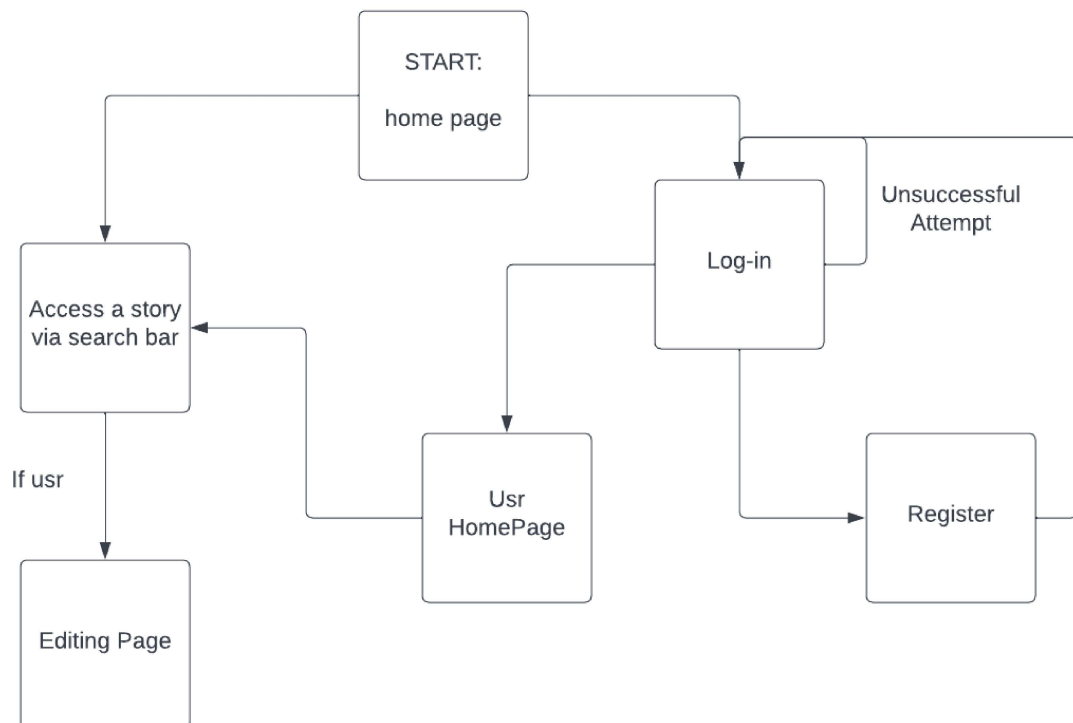 START:
home page
Unsuccessful
Attempt
Log-in
Access a story
via search bar
If usr
Usr
HomePage
Register
Editing Page